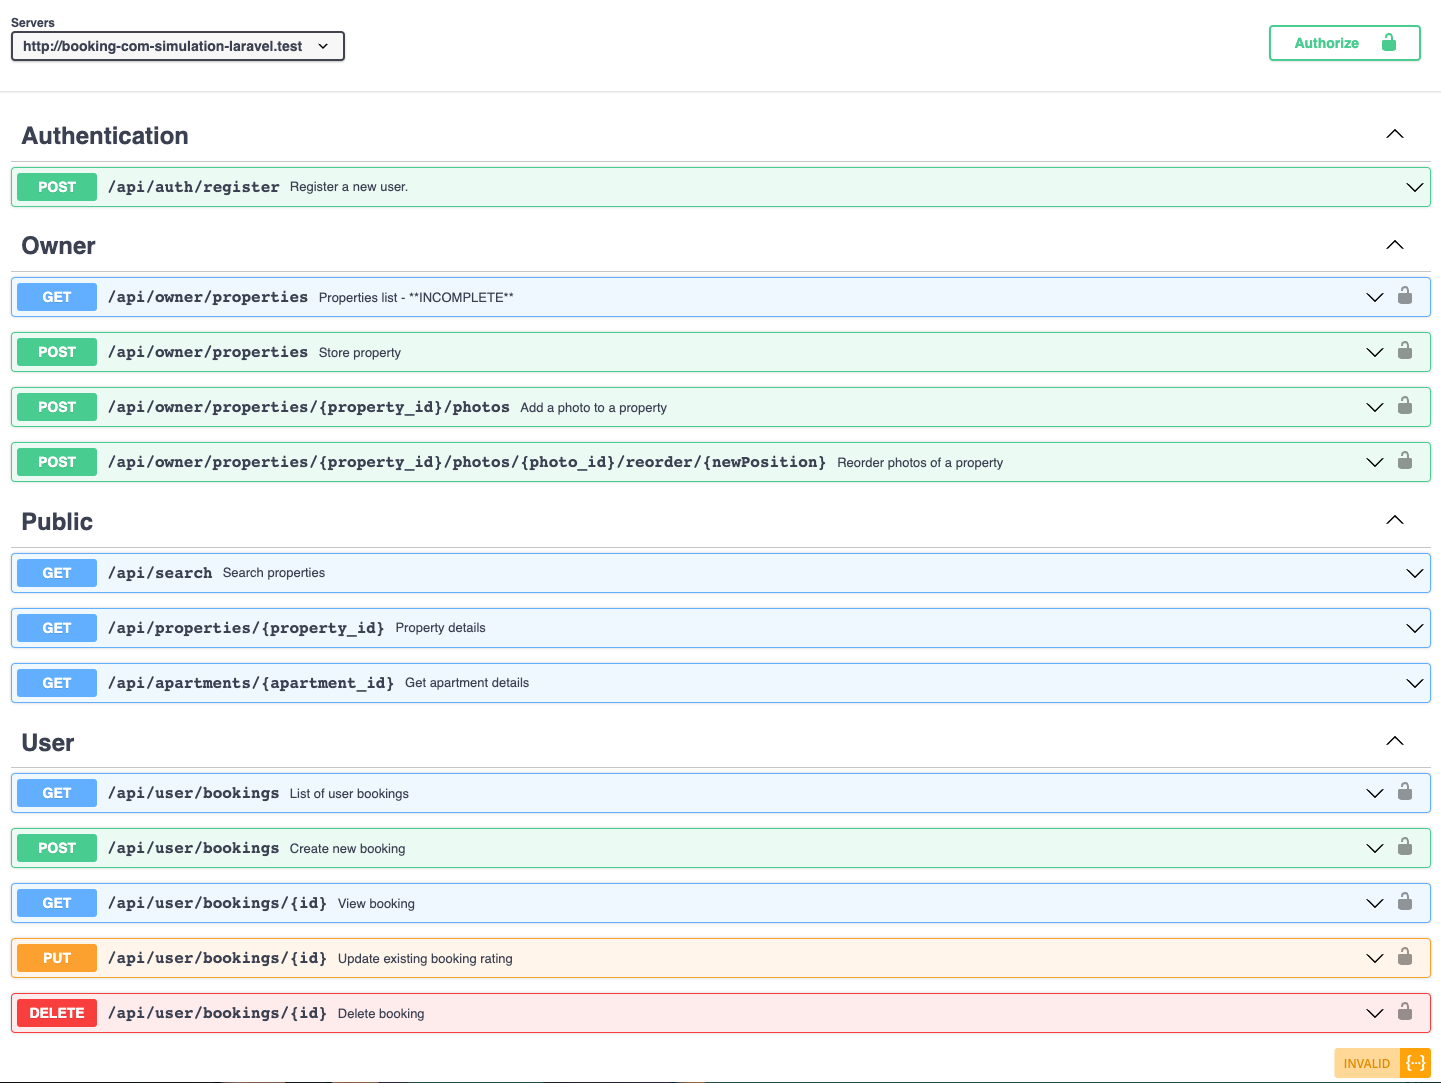 Servers
http://booking-com-simulation-laravel.test
Authorize
Authentication
POST /api/auth/register Register a new user.
Owner
GET /api/owner/properties Properties list - **INCOMPLETE**
POST /api/owner/properties Store property
POST /api/owner/properties/{property_id}/photos Add a photo to a property
POST /api/owner/properties/{property_id}/photos/{photo_id}/reorder/{newPosition} Reorder photos of a property
Public
GET /api/search Search properties
GET /api/properties/{property_id} Property details
GET /api/apartments/{apartment_id} Get apartment details
User
GET /api/user/bookings List of user bookings
POST /api/user/bookings Create new booking
GET /api/user/bookings/{id} View booking
PUT /api/user/bookings/{id} Update existing booking rating
DELETE /api/user/bookings/{id} Delete booking
INVALID {...}